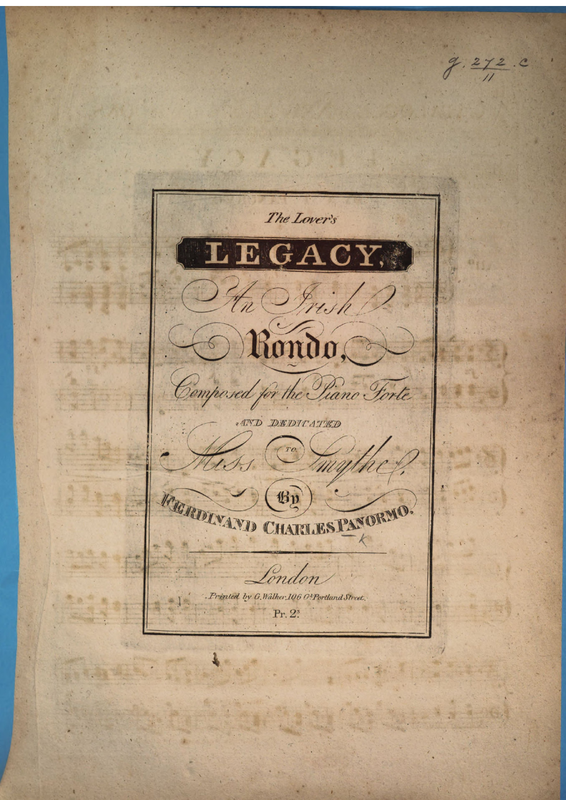 g. 272. c
11
The Lover's
LEGACY,
An Irish
Rondo,
Composed for the Piano Forte
AND DEDICATED
TO
Miss Smythe.
By
FERDINAND CHARLES PANORMO.
London
Printed by G. Walker, 106 Gt. Portland Street.
Pr. 2s